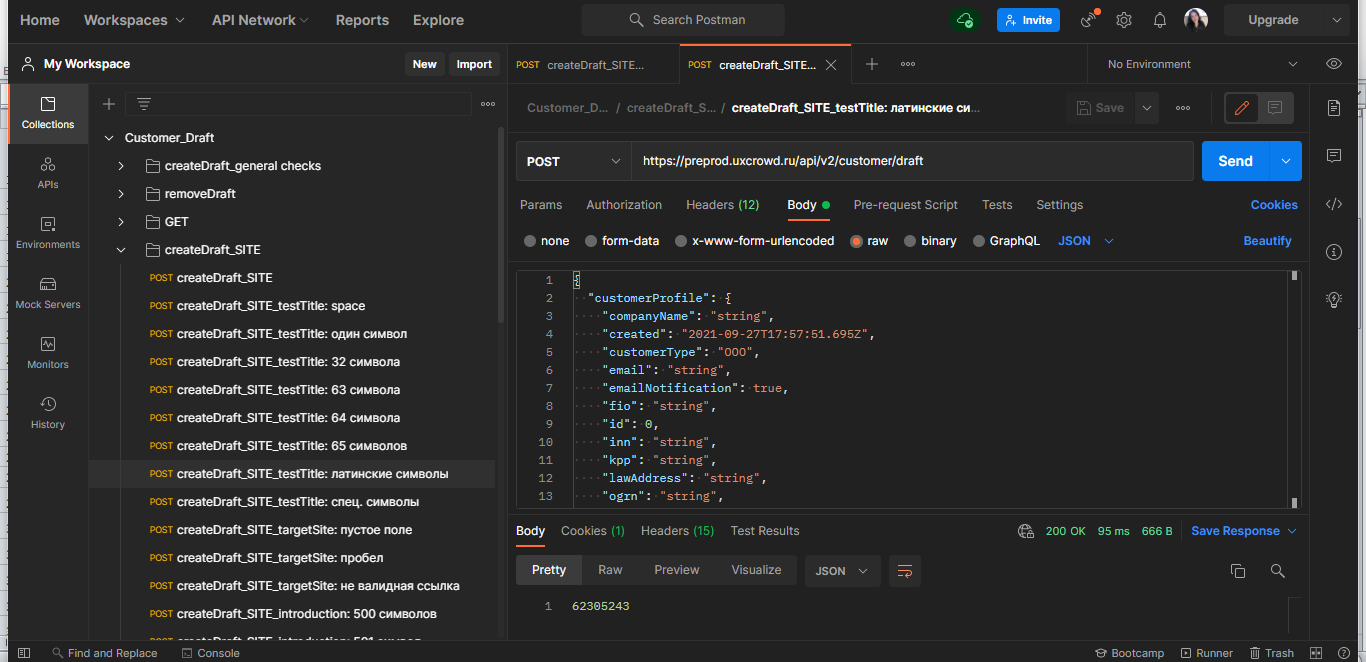 Home Workspaces API Network Reports Explore Search Postman Invite Upgrade
My Workspace New Import POST createDraft_SITE... POST createDraft_SITE... No Environment
Collections
APIs
Environments
Mock Servers
Monitors
History
Customer_Draft
createDraft_general checks
removeDraft
GET
createDraft_SITE
POST createDraft_SITE
POST createDraft_SITE_testTitle: space
POST createDraft_SITE_testTitle: один символ
POST createDraft_SITE_testTitle: 32 символа
POST createDraft_SITE_testTitle: 63 символа
POST createDraft_SITE_testTitle: 64 символа
POST createDraft_SITE_testTitle: 65 символов
POST createDraft_SITE_testTitle: латинские символы
POST createDraft_SITE_testTitle: спец. символы
POST createDraft_SITE_targetSite: пустое поле
POST createDraft_SITE_targetSite: пробел
POST createDraft_SITE_targetSite: не валидная ссылка
POST createDraft_SITE_introduction: 500 символов
Customer_D... / createDraft_S... / createDraft_SITE_testTitle: латинские си... Save
POST https://preprod.uxcrowd.ru/api/v2/customer/draft Send
Params Authorization Headers (12) Body Pre-request Script Tests Settings Cookies
none form-data x-www-form-urlencoded raw binary GraphQL JSON Beautify
1 {
2 "customerProfile": {
3 "companyName": "string",
4 "created": "2021-09-27T17:57:51.695Z",
5 "customerType": "OOO",
6 "email": "string",
7 "emailNotification": true,
8 "fio": "string",
9 "id": 0,
10 "inn": "string",
11 "kpp": "string",
12 "lawAddress": "string",
13 "ogrn": "string",
Body Cookies (1) Headers (15) Test Results 200 OK 95 ms 666 B Save Response
Pretty Raw Preview Visualize JSON
1 62305243
Find and Replace Console Bootcamp Runner Trash